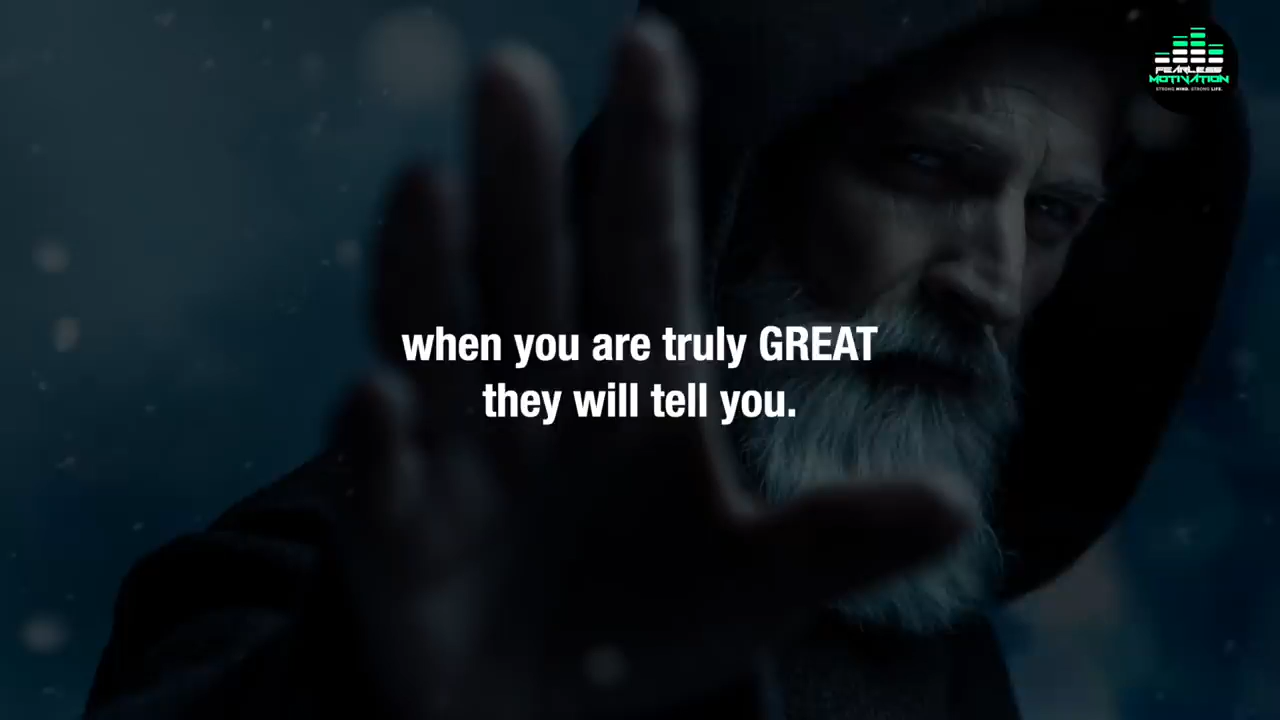 FEARLESS
MOTIVATION
STRONG MIND. STRONG LIFE.
when you are truly GREAT
they will tell you.